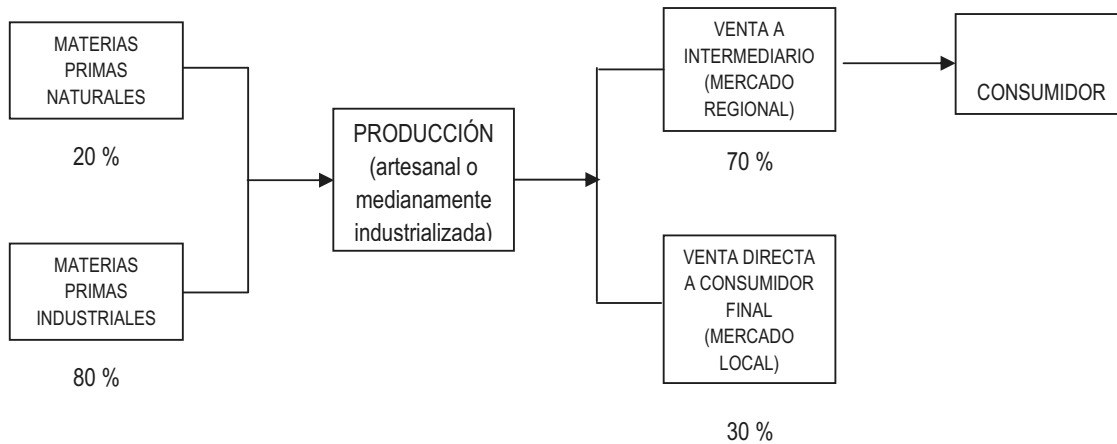 MATERIAS
PRIMAS
NATURALES
20 %
MATERIAS
PRIMAS
INDUSTRIALES
80 %
PRODUCCIÓN
(artesanal o
medianamente
industrializada)
VENTA A
INTERMEDIARIO
(MERCADO
REGIONAL)
70 %
CONSUMIDOR
VENTA DIRECTA
A CONSUMIDOR
FINAL
(MERCADO
LOCAL)
30 %